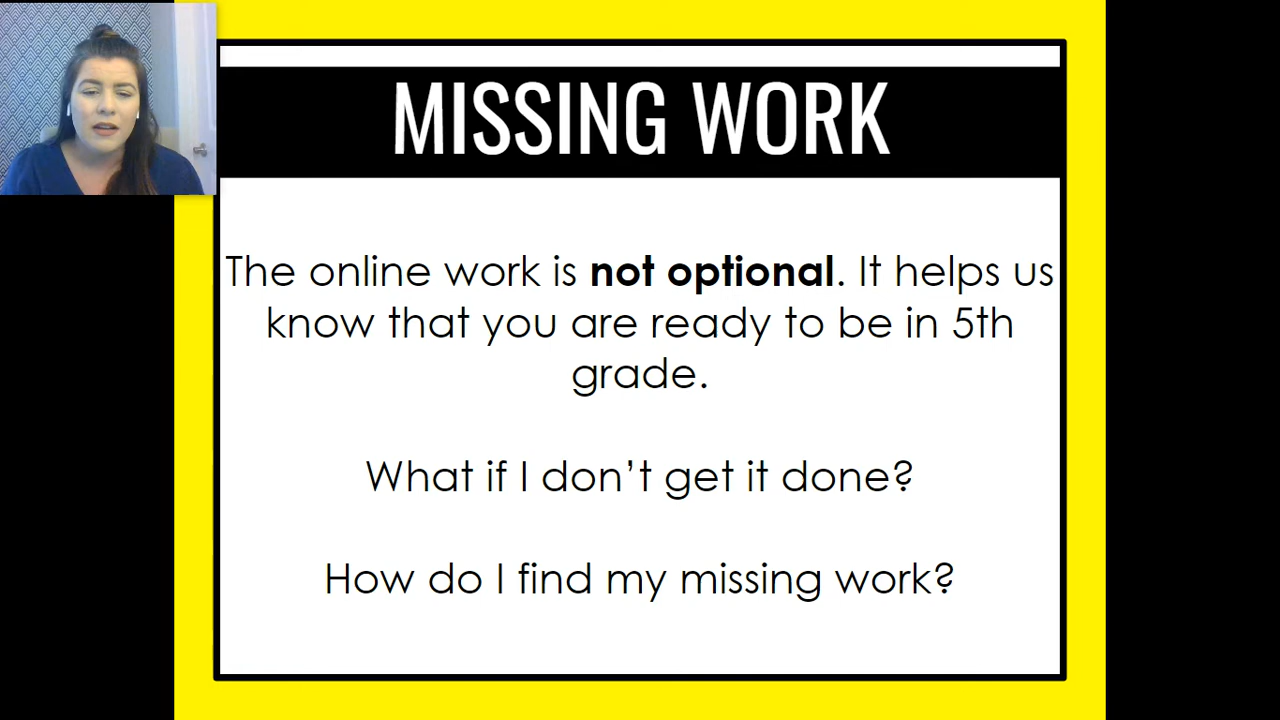 MISSING WORK
The online work is not optional. It helps us
know that you are ready to be in 5th
grade.
What if I don’t get it done?
How do I find my missing work?